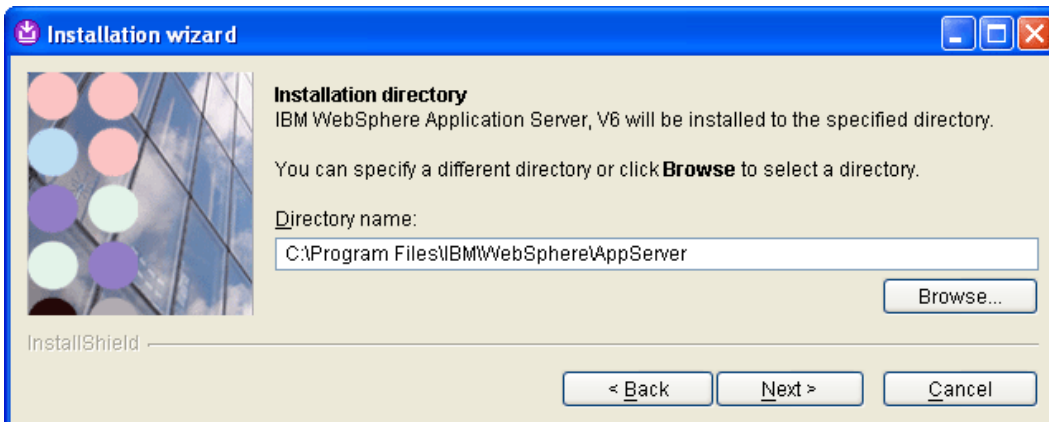 Installation wizard
Installation directory
IBM WebSphere Application Server, V6 will be installed to the specified directory.
You can specify a different directory or click Browse to select a directory.
Directory name:
C:\Program Files\IBM\WebSphere\AppServer
Browse...
InstallShield
< Back
Next >
Cancel